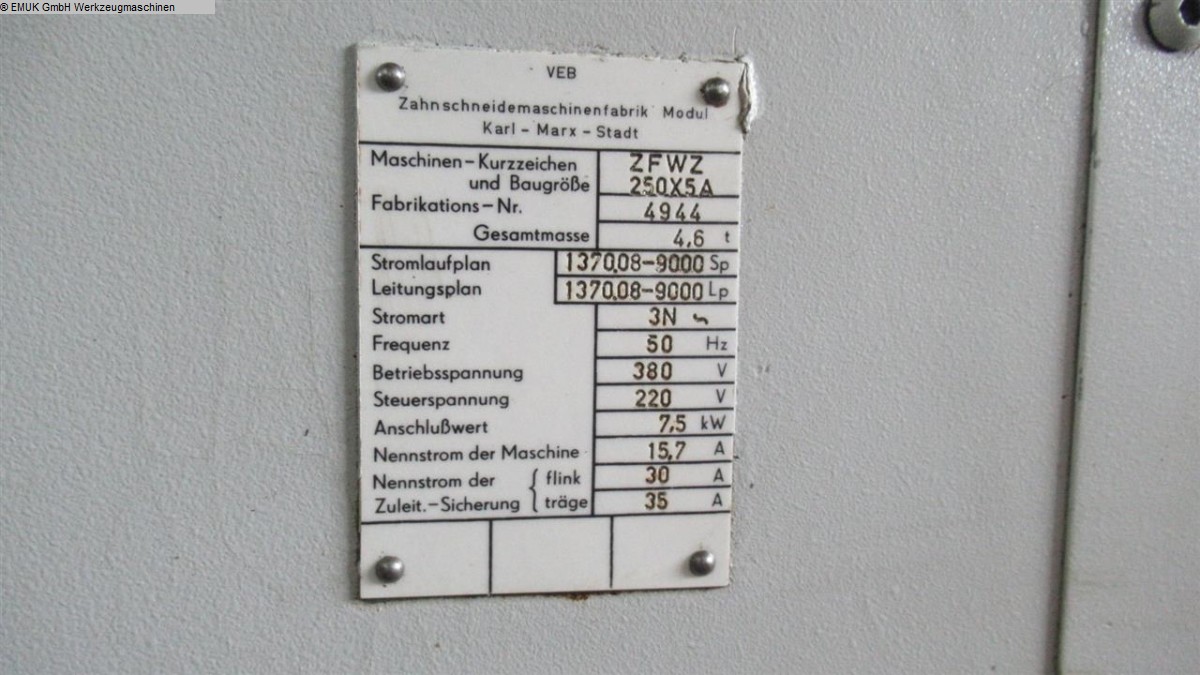 © EMUK GmbH Werkzeugmaschinen
VEB
Zahnschneidemaschinenfabrik Modul
Karl - Marx - Stadt
Maschinen-Kurzzeichen ZFWZ
und Baugröße 250X5A
Fabrikations-Nr. 4944
Gesamtmasse 4,6 t
Stromlaufplan 1370.08-9000 Sp
Leitungsplan 1370.08-9000 Lp
Stromart 3N ~
Frequenz 50 Hz
Betriebsspannung 380 V
Steuerspannung 220 V
Anschlußwert 7,5 kW
Nennstrom der Maschine 15,7 A
Nennstrom der { flink 30 A
Zuleit.-Sicherung { träge 35 A